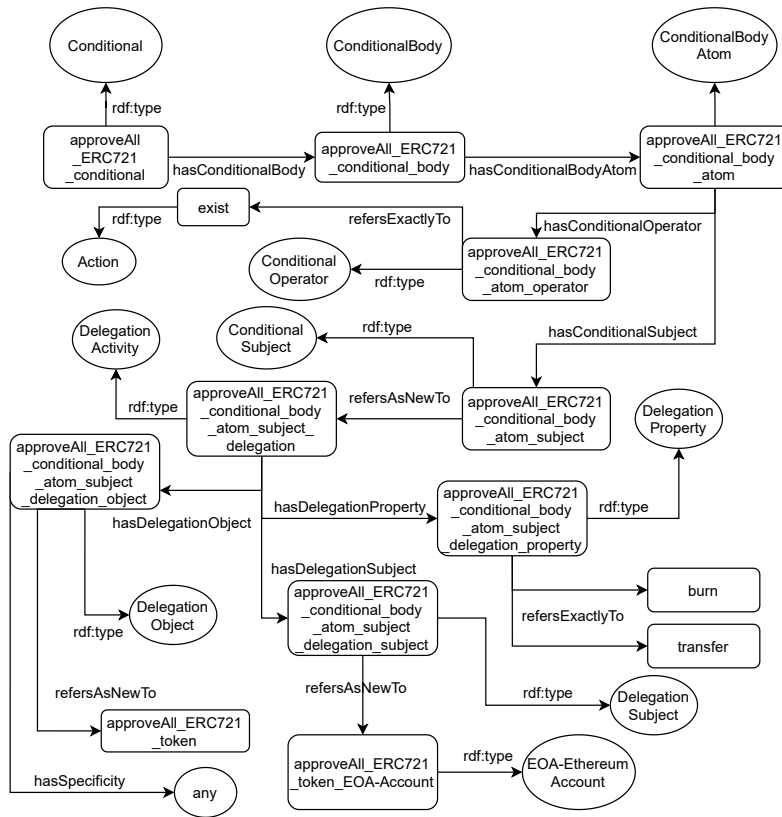 Conditional
ConditionalBody
ConditionalBody
Atom
rdf:type
rdf:type
rdf:type
approveAll
_ERC721
_conditional
hasConditionalBody
approveAll_ERC721
_conditional_body
hasConditionalBodyAtom
approveAll_ERC721
_conditional_body
_atom
rdf:type
exist
refersExactlyTo
hasConditionalOperator
Action
Conditional
Operator
rdf:type
approveAll_ERC721
_conditional_body
_atom_operator
Delegation
Activity
Conditional
Subject
rdf:type
hasConditionalSubject
rdf:type
approveAll_ERC721
_conditional_body
_atom_subject_
delegation
refersAsNewTo
approveAll_ERC721
_conditional_body
_atom_subject
Delegation
Property
approveAll_ERC721
_conditional_body
_atom_subject
_delegation_object
hasDelegationObject
hasDelegationProperty
approveAll_ERC721
_conditional_body
_atom_subject
_delegation_property
rdf:type
hasDelegationSubject
approveAll_ERC721
_conditional_body
_atom_subject
_delegation_subject
burn
refersExactlyTo
transfer
rdf:type
Delegation
Object
refersAsNewTo
refersAsNewTo
rdf:type
Delegation
Subject
approveAll_ERC721
_token
approveAll_ERC721
_token_EOA-Account
rdf:type
EOA-Ethereum
Account
hasSpecificity
any